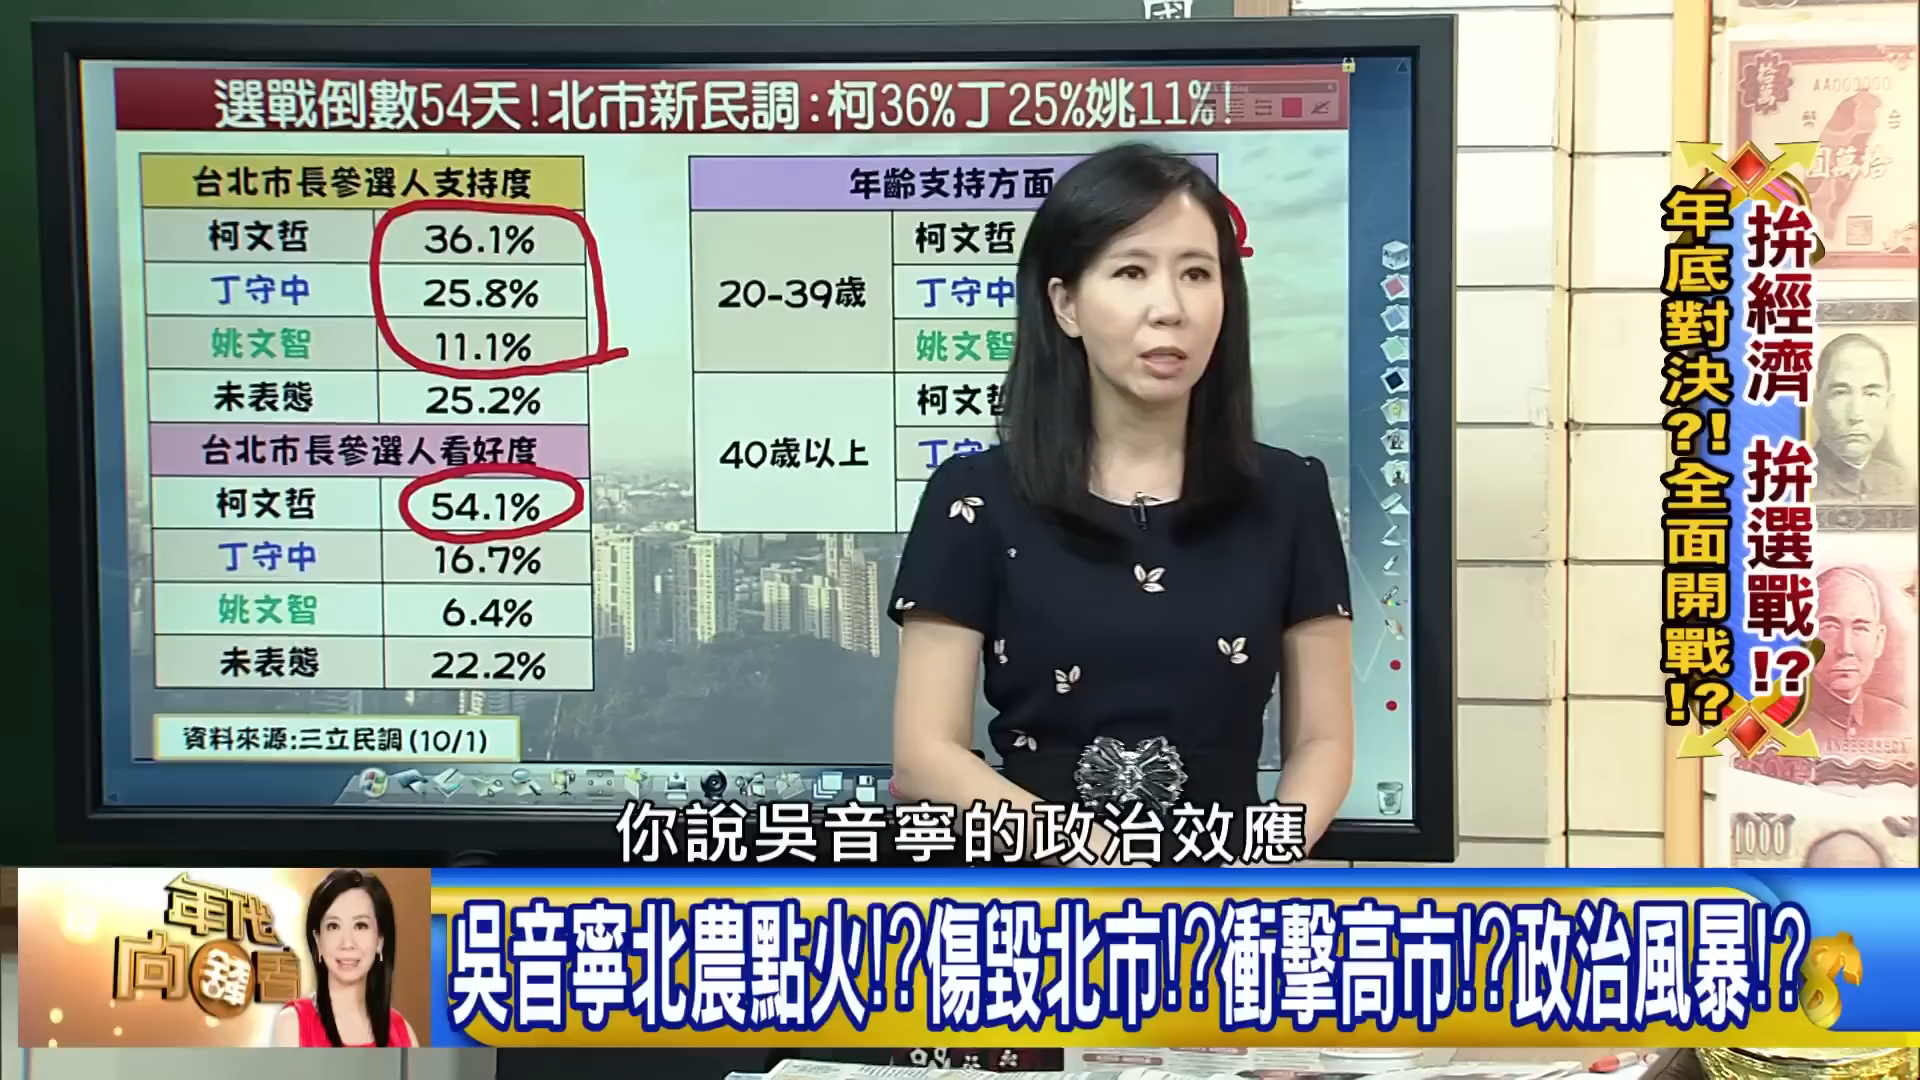 選戰倒數54天!北市新民調:柯36%丁25%姚11%!
台北市長參選人支持度
柯文哲 36.1%
丁守中 25.8%
姚文智 11.1%
未表態 25.2%
台北市長參選人看好度
柯文哲 54.1%
丁守中 16.7%
姚文智 6.4%
未表態 22.2%
資料來源:三立民調(10/1)
年齡支持方面
20-39歲
柯文哲
丁守中
姚文智
40歲以上
柯文哲
丁守
拚經濟 拚選戰!?
年底對決?!全面開戰!?
AA000000
1000
你說吳音寧的政治效應
年代向錢看
吳音寧北農點火!?傷毀北市!?衝擊高市!?政治風暴!?